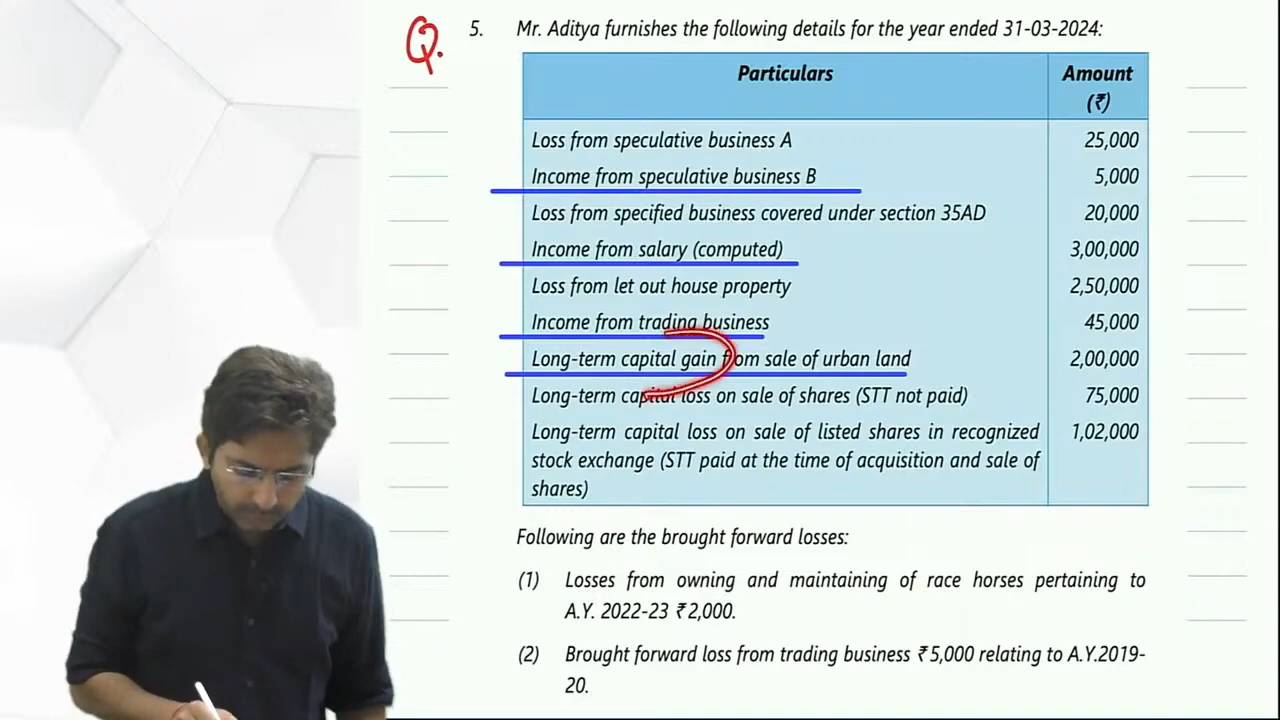 Q.
5. Mr. Aditya furnishes the following details for the year ended 31-03-2024:
Particulars Amount
(₹)
Loss from speculative business A 25,000
Income from speculative business B 5,000
Loss from specified business covered under section 35AD 20,000
Income from salary (computed) 3,00,000
Loss from let out house property 2,50,000
Income from trading business 45,000
Long-term capital gain from sale of urban land 2,00,000
Long-term capital loss on sale of shares (STT not paid) 75,000
Long-term capital loss on sale of listed shares in recognized 1,02,000
stock exchange (STT paid at the time of acquisition and sale of
shares)
Following are the brought forward losses:
(1) Losses from owning and maintaining of race horses pertaining to
A.Y. 2022-23 ₹ 2,000.
(2) Brought forward loss from trading business ₹ 5,000 relating to A.Y.2019-
20.